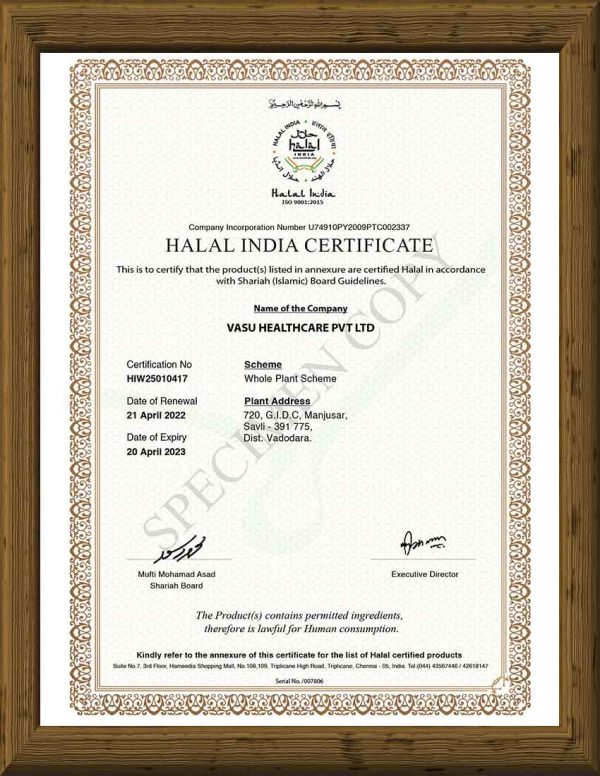 بسم الله الرحمن الرحيم
HALAL INDIA
हलाल इंडिया
حلال
halal
INDIA
حلال الهند
Halal India
ISO 9001:2015
Company Incorporation Number U74910PY2009PTC002337
HALAL INDIA CERTIFICATE
This is to certify that the product(s) listed in annexure are certified Halal in accordance
with Shariah (Islamic) Board Guidelines.
Name of the Company
VASU HEALTHCARE PVT LTD
Certification No
HIW25010417
Scheme
Whole Plant Scheme
Date of Renewal
21 April 2022
Plant Address
720, G.I.D.C, Manjusar,
Savli - 391 775,
Dist. Vadodara.
Date of Expiry
20 April 2023
SPECIMEN COPY
Mufti Mohamad Asad
Shariah Board
Executive Director
The Product(s) contains permitted ingredients,
therefore is lawful for Human consumption.
Kindly refer to the annexure of this certificate for the list of Halal certified products
Suite No.7, 3rd Floor, Hameedia Shopping Mall, No.108,109, Triplicane High Road, Triplicane, Chennai - 05, India. Tel (044) 43567446 / 42618147
Serial No. /007806